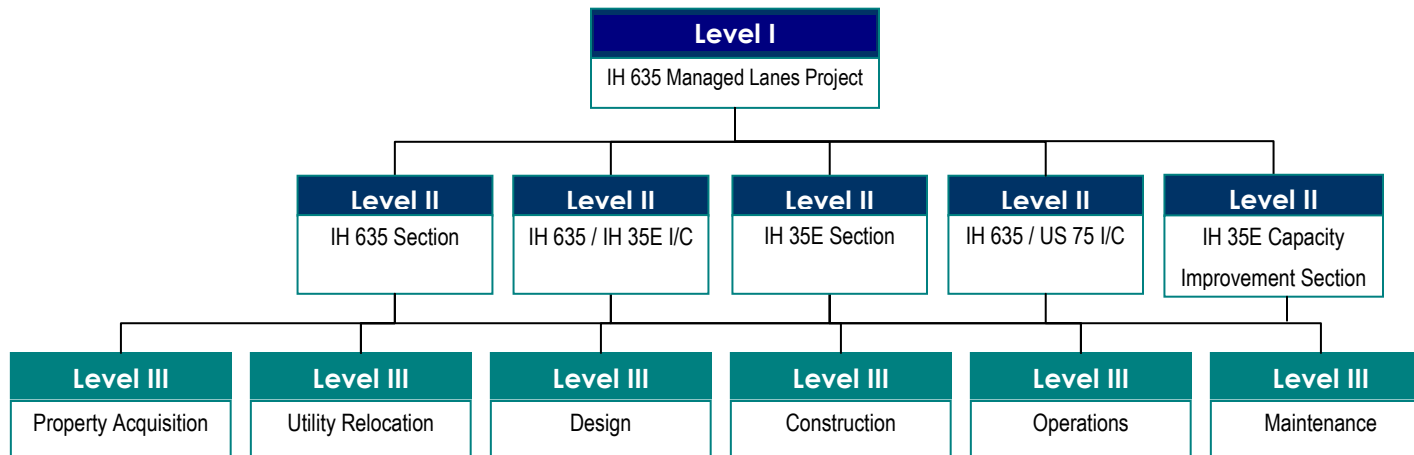 Level I
IH 635 Managed Lanes Project
Level II
IH 635 Section
Level II
IH 635 / IH 35E I/C
Level II
IH 35E Section
Level II
IH 635 / US 75 I/C
Level II
IH 35E Capacity
Improvement Section
Level III
Property Acquisition
Level III
Utility Relocation
Level III
Design
Level III
Construction
Level III
Operations
Level III
Maintenance